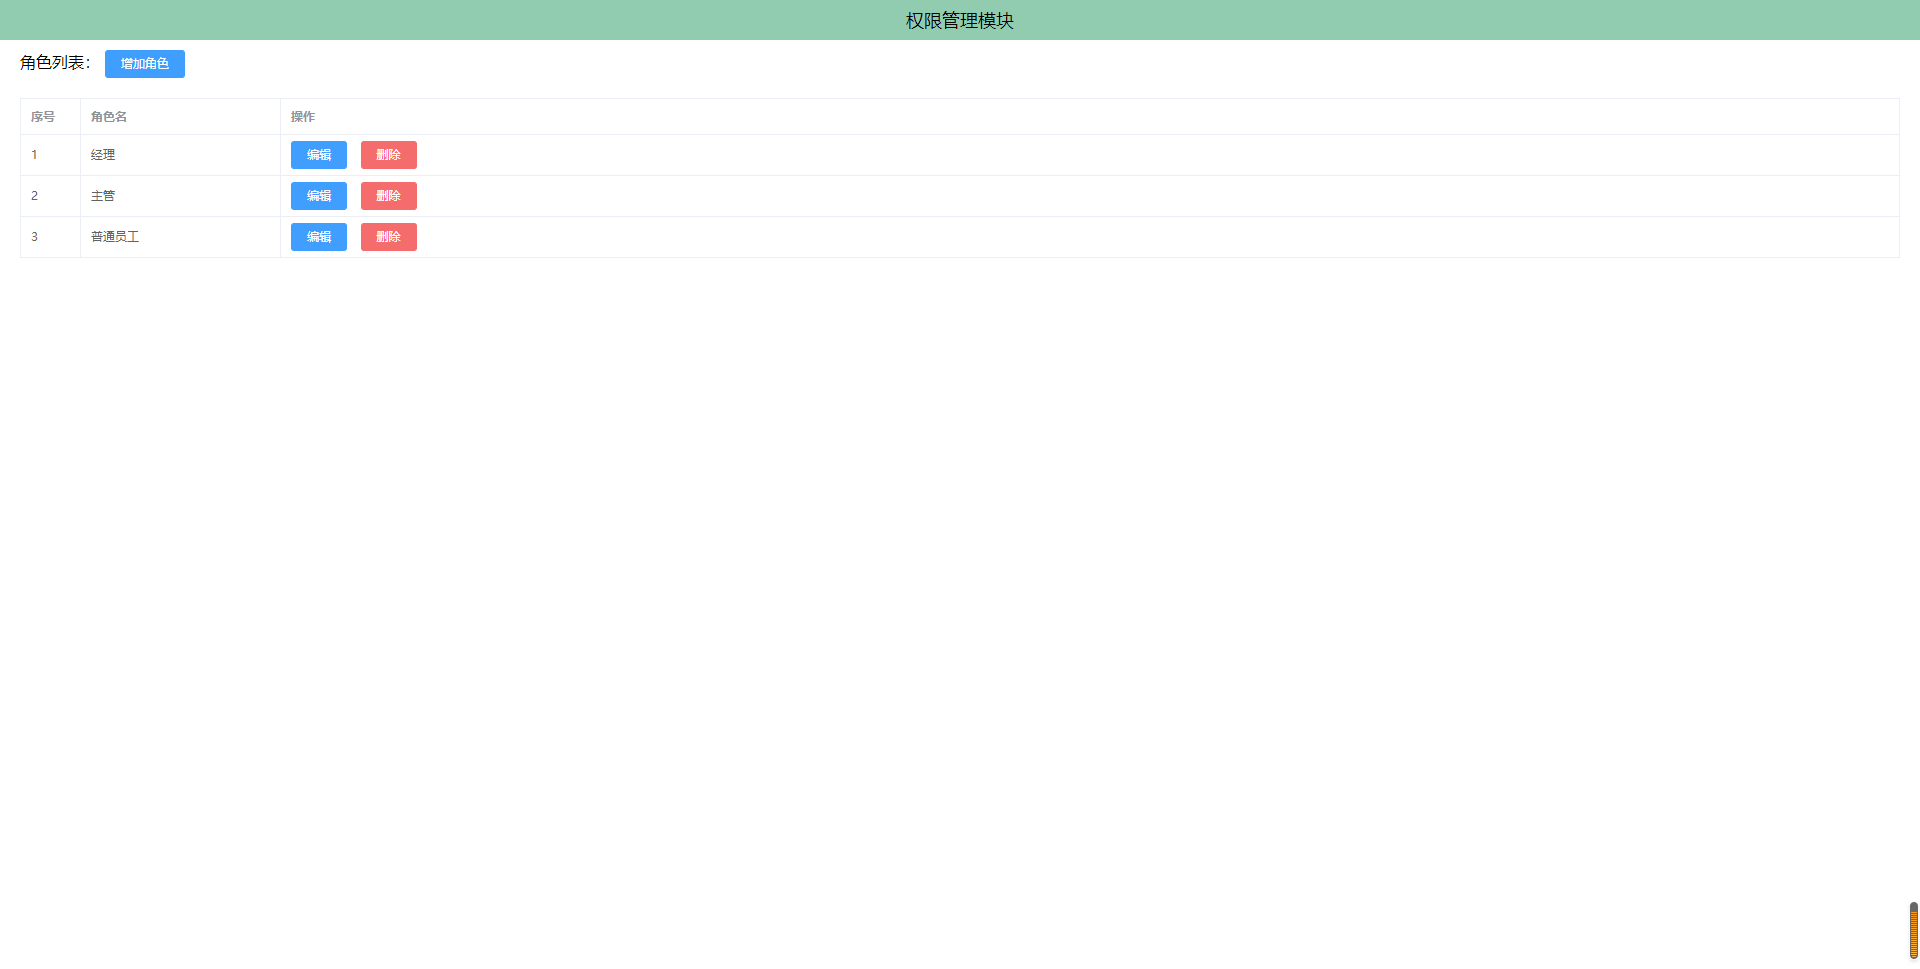 权限管理模块
角色列表： 增加角色
序号 角色名 操作
1 经理 编辑 删除
2 主管 编辑 删除
3 普通员工 编辑 删除